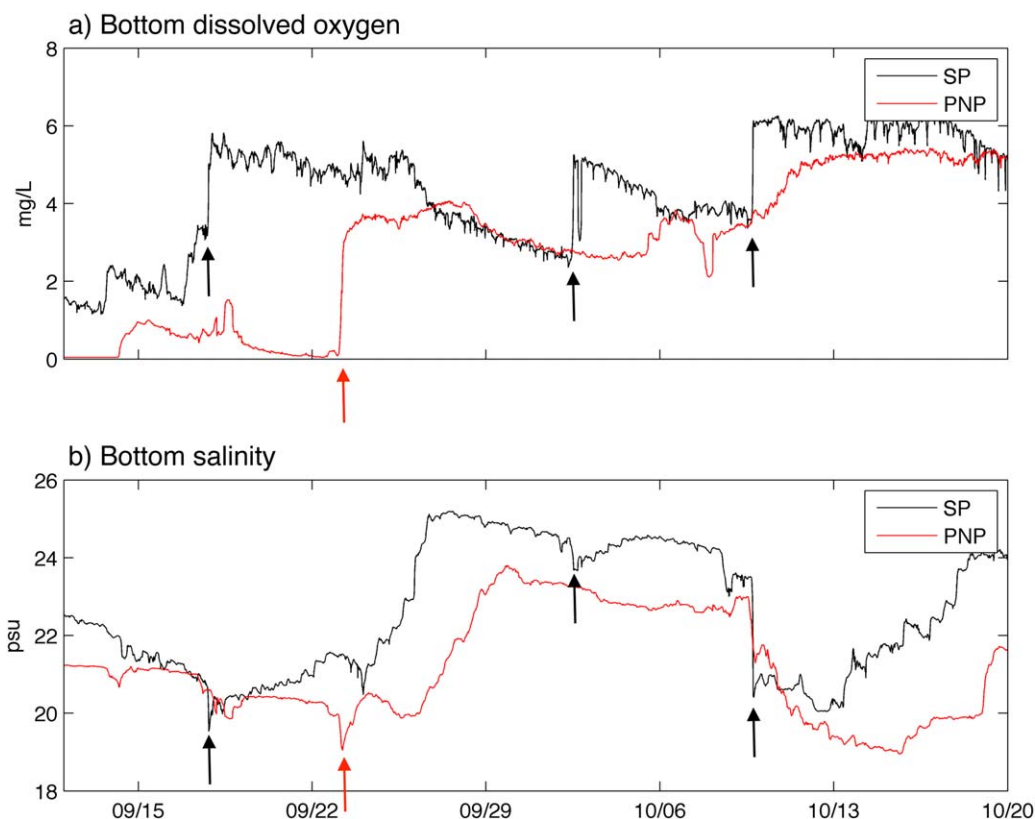 a) Bottom dissolved oxygen
8
6
4
2
0
mg/L
SP
PNP
b) Bottom salinity
26
24
22
20
18
psu
SP
PNP
09/15 09/22 09/29 10/06 10/13 10/20